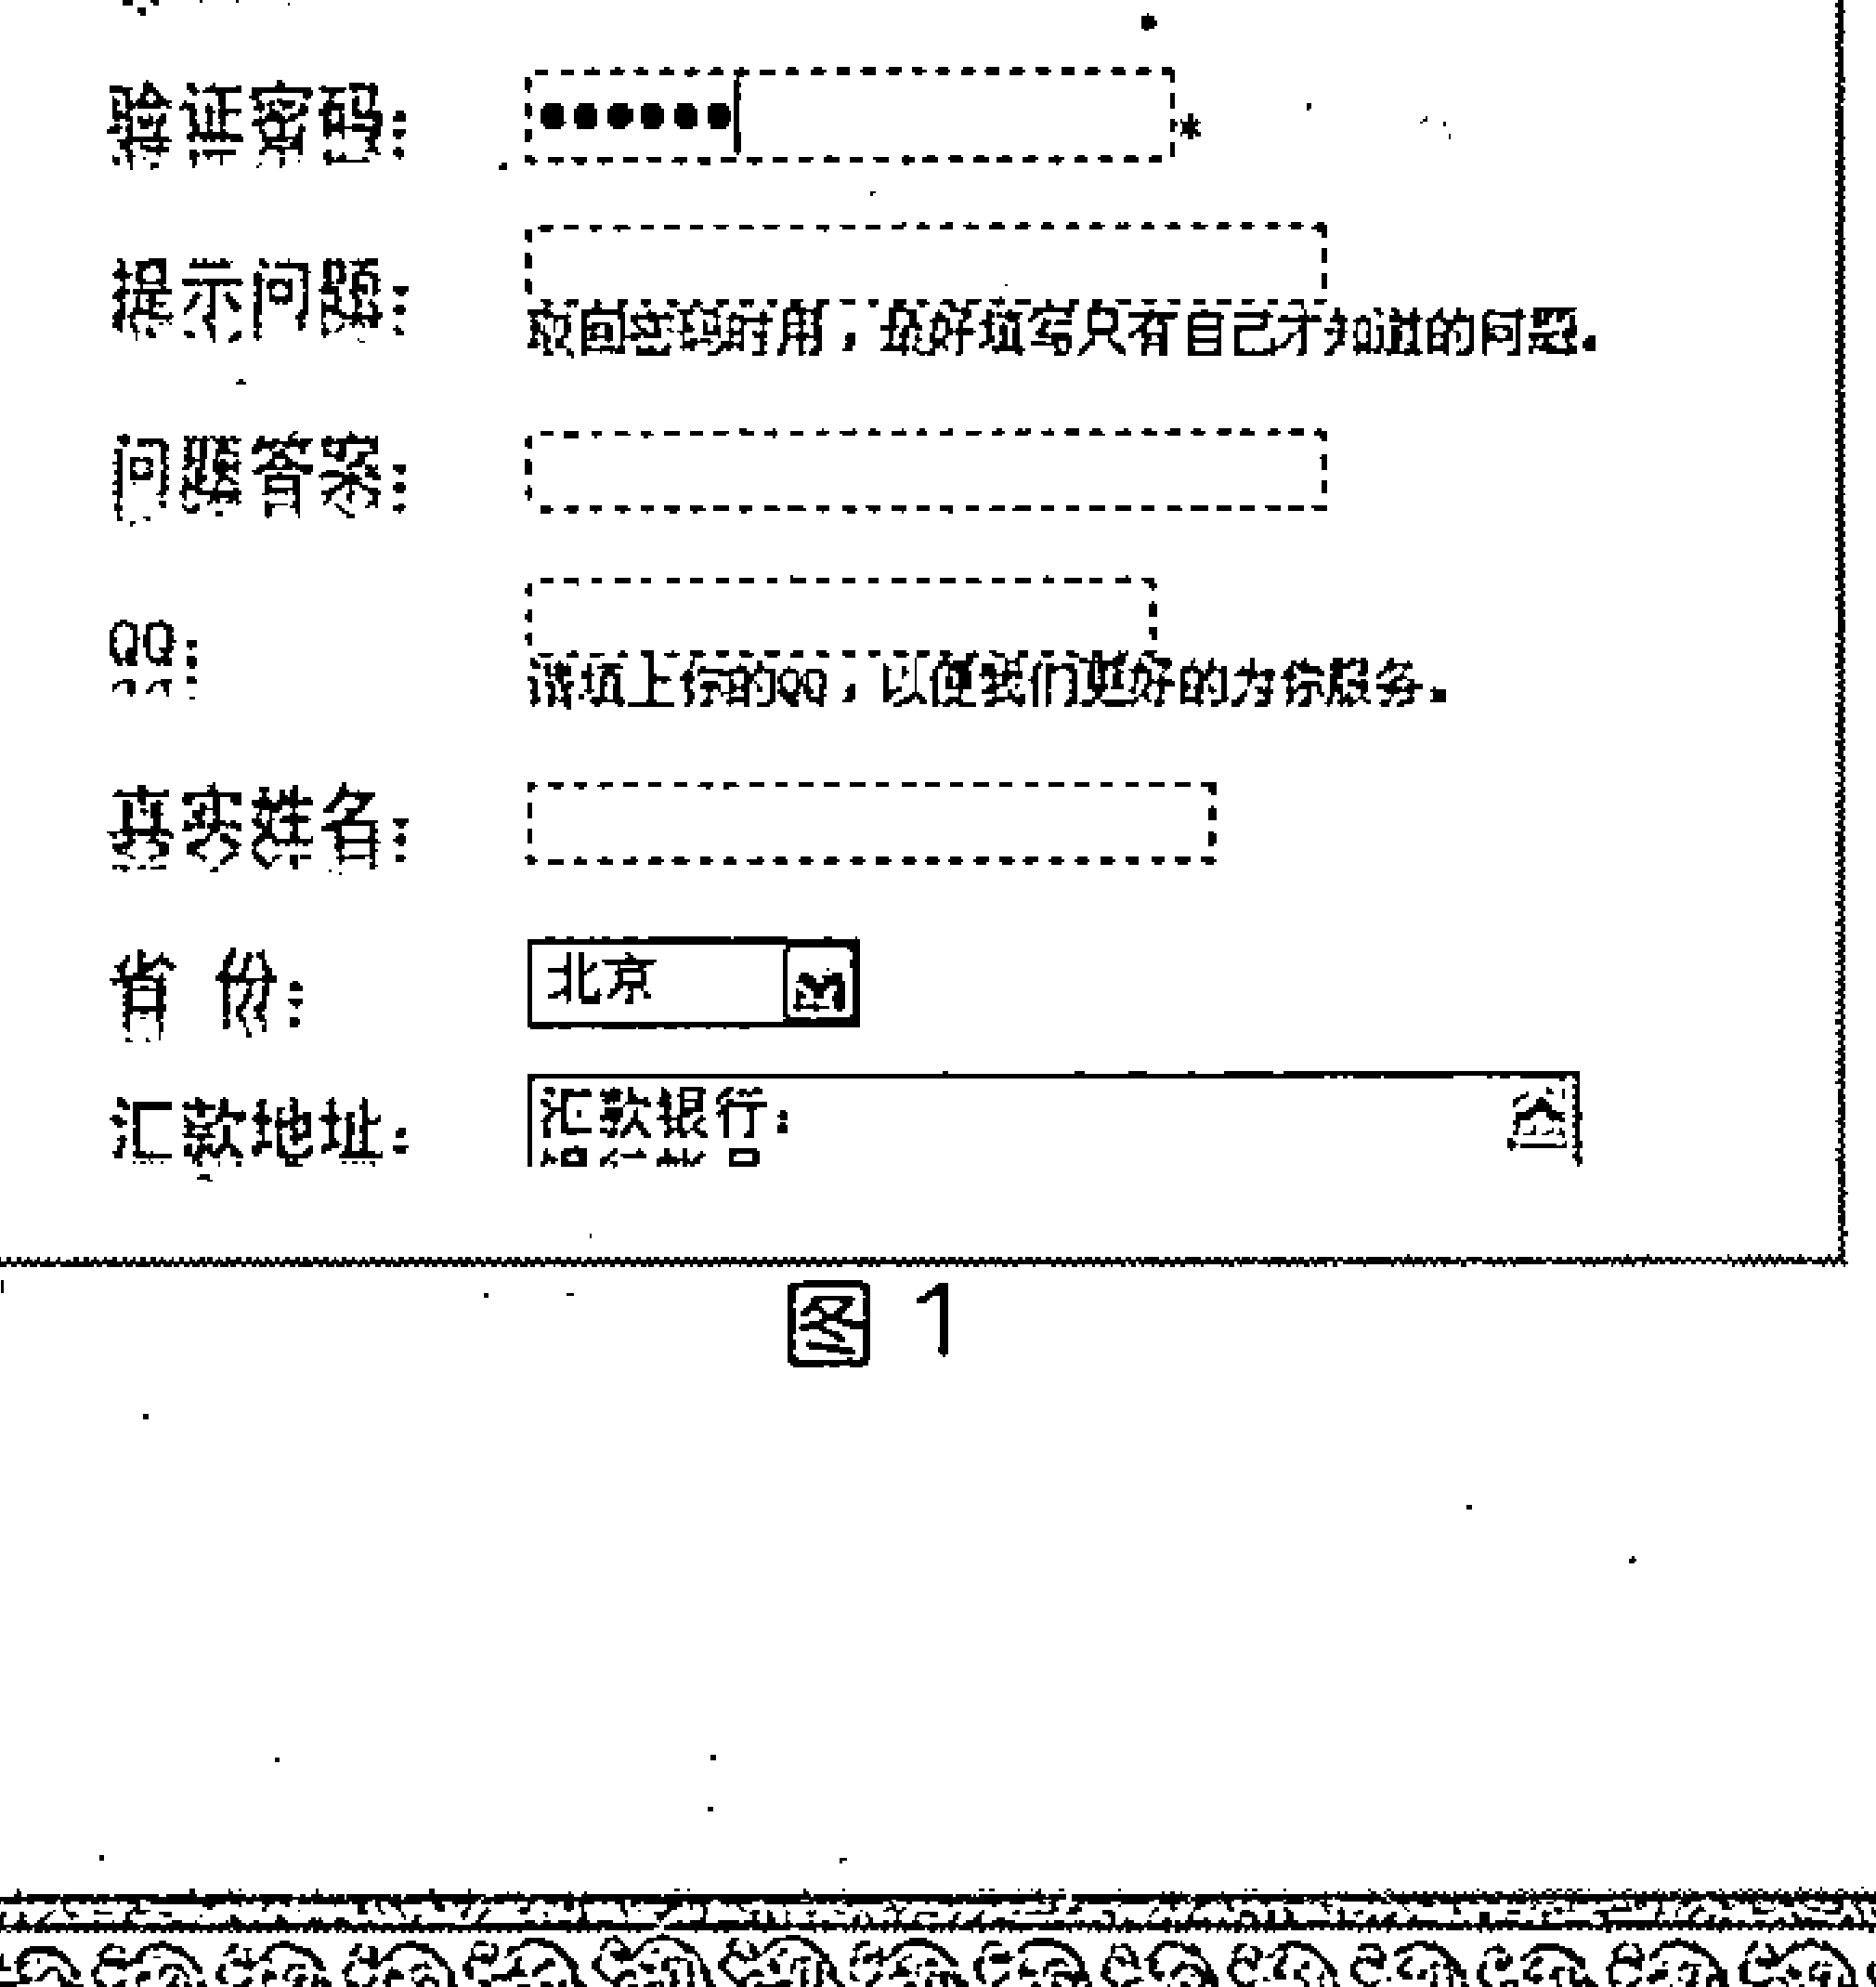 验证密码: ●●●●●●*
提示问题:
取回密码时用,最好填写只有自己才知道的问题.
问题答案:
QQ:
请填上你的QQ,以便我们更好的为你服务.
真实姓名:
省 份: 北京
汇款地址: 汇款银行:
图 1